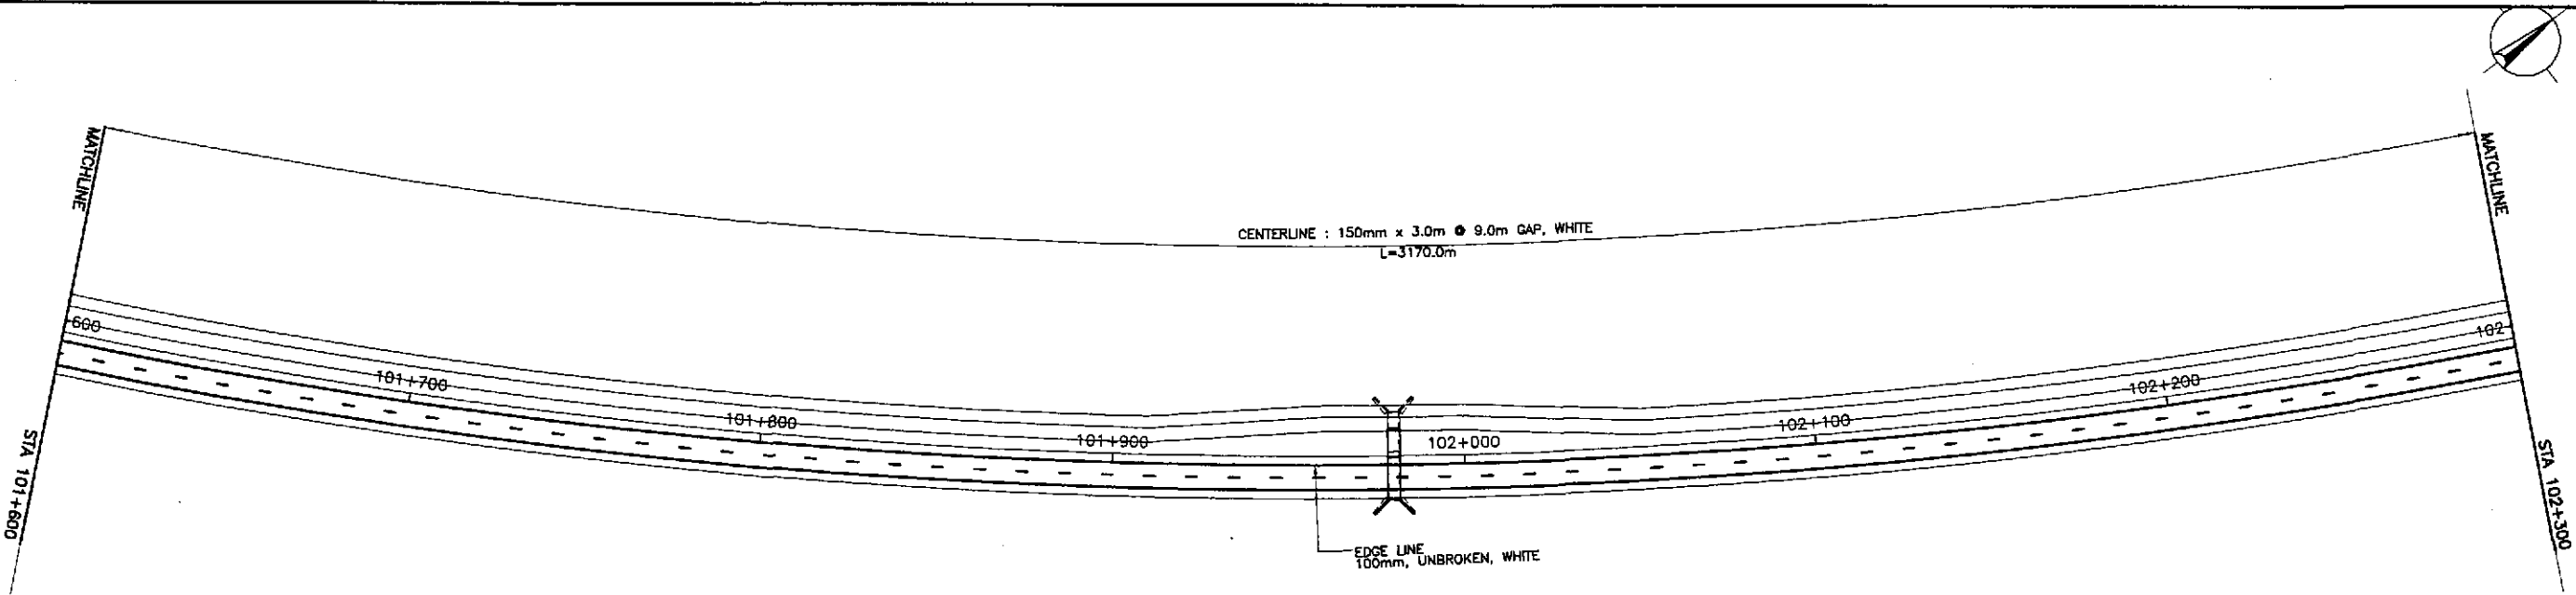 MATCHLINE
MATCHLINE
CENTERLINE : 150mm x 3.0m @ 9.0m GAP, WHITE
L=3170.0m
600
101+700
101+800
101+900
102+000
102+100
102+200
102
STA 101+600
STA 102+300
EDGE LINE
100mm, UNBROKEN, WHITE